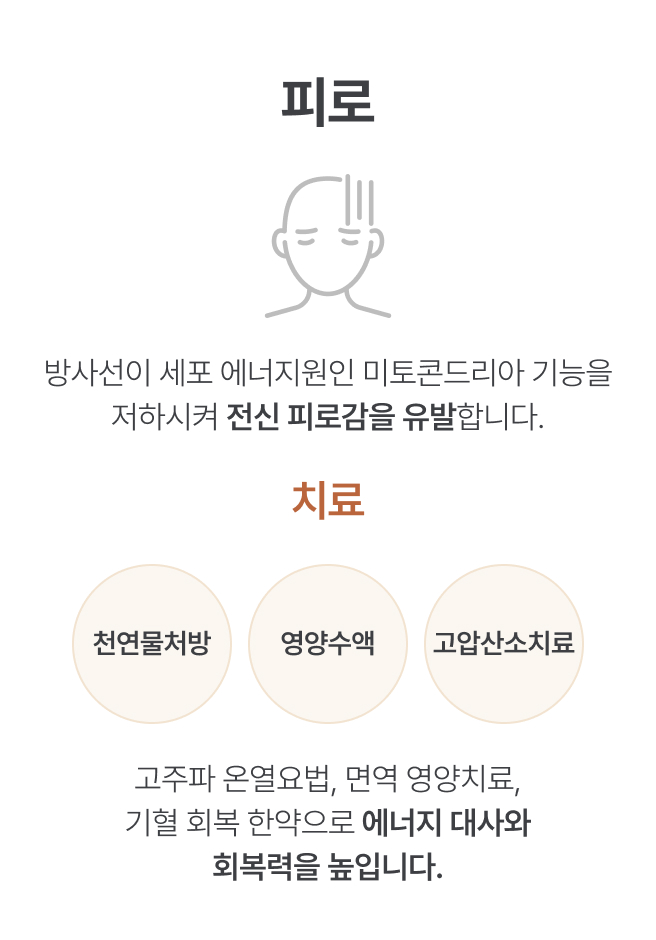 피로
방사선이 세포 에너지원인 미토콘드리아 기능을
저하시켜 전신 피로감을 유발합니다.
치료
천연물처방
영양수액
고압산소치료
고주파 온열요법, 면역 영양치료,
기혈 회복 한약으로 에너지 대사와
회복력을 높입니다.